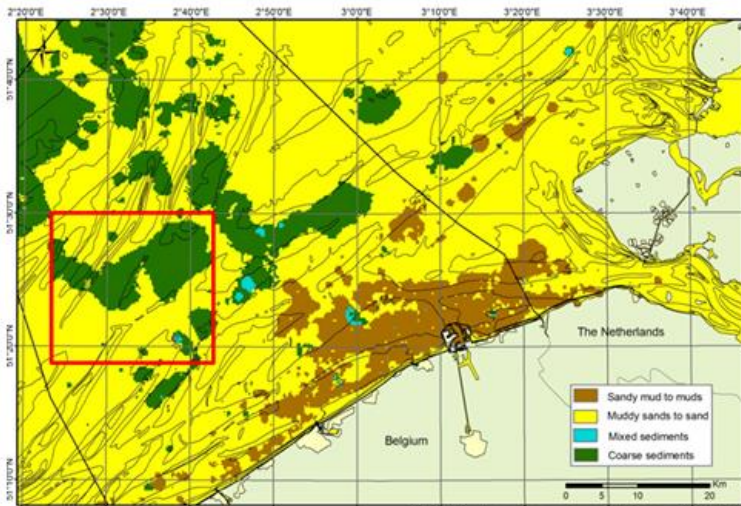 2°20'0"E 2°30'0"E 2°40'0"E 2°50'0"E 3°0'0"E 3°10'0"E 3°20'0"E 3°30'0"E 3°40'0"E
N
51°40'0"N
51°30'0"N
51°20'0"N
51°10'0"N
The Netherlands
Belgium
Sandy mud to muds
Muddy sands to sand
Mixed sediments
Coarse sediments
Km
0 5 10 20